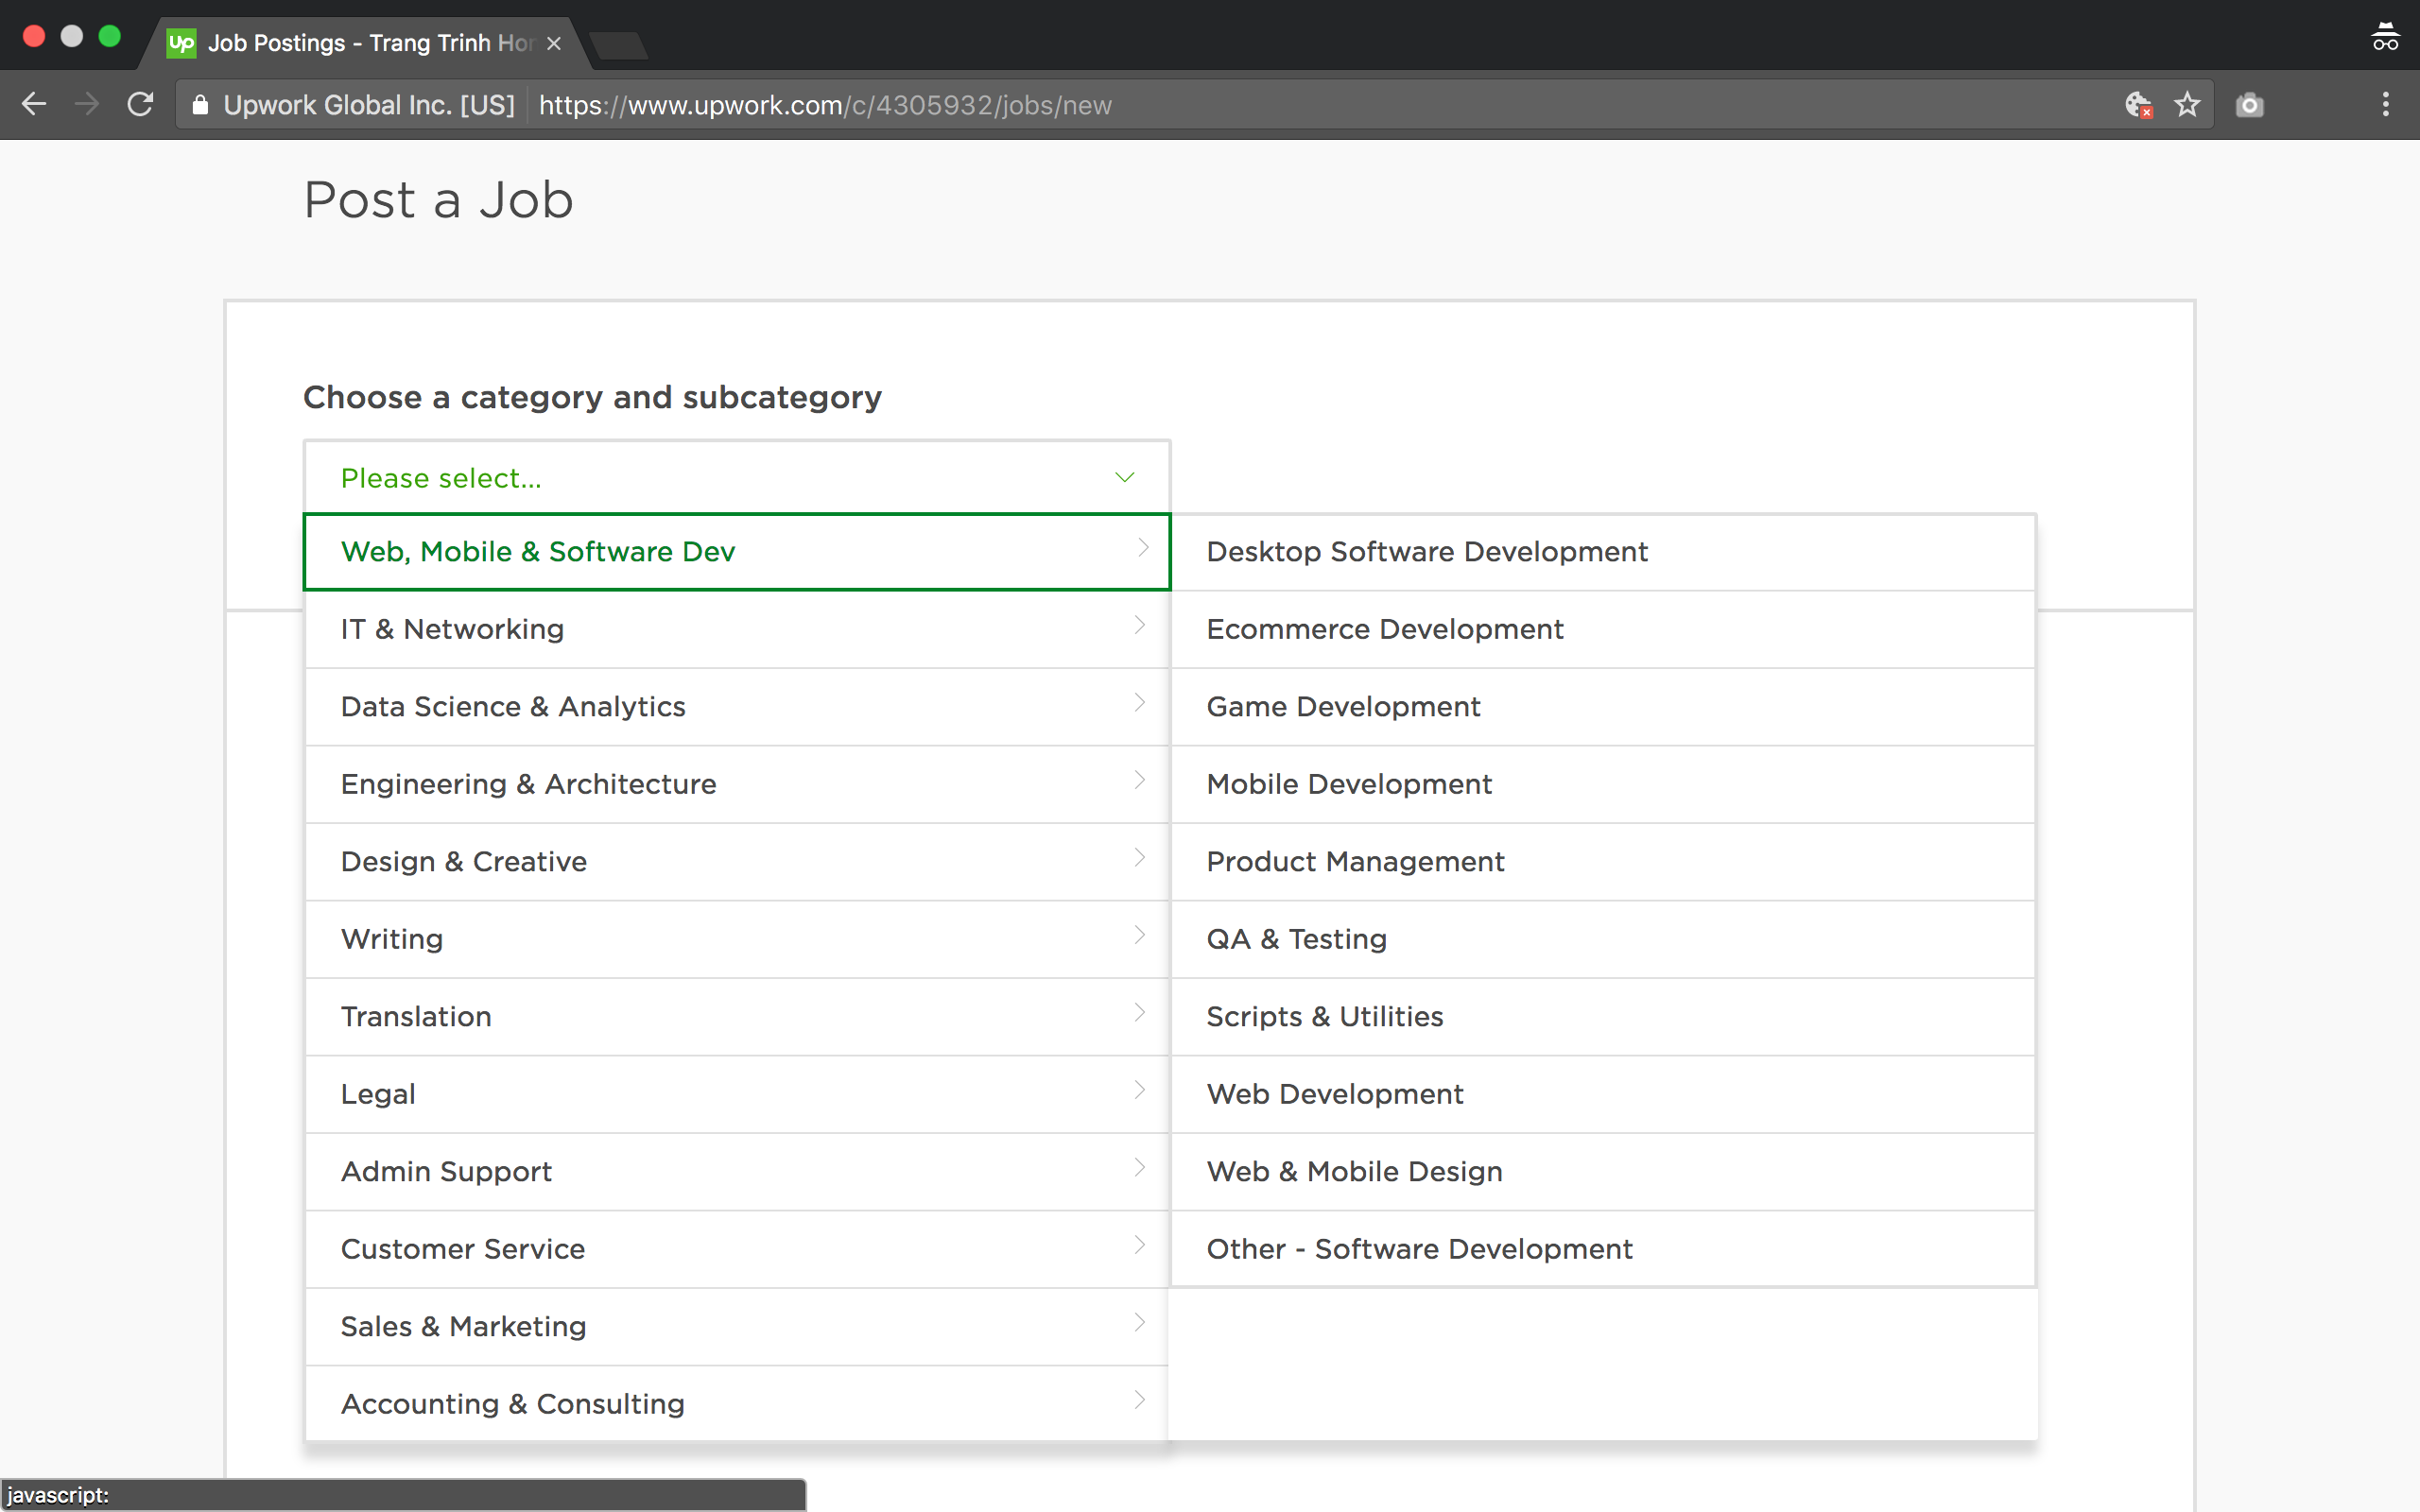 Up Job Postings - Trang Trinh Hor
Upwork Global Inc. [US] https://www.upwork.com/c/4305932/jobs/new
Post a Job
Choose a category and subcategory
Please select...
Web, Mobile & Software Dev
IT & Networking
Data Science & Analytics
Engineering & Architecture
Design & Creative
Writing
Translation
Legal
Admin Support
Customer Service
Sales & Marketing
Accounting & Consulting
Desktop Software Development
Ecommerce Development
Game Development
Mobile Development
Product Management
QA & Testing
Scripts & Utilities
Web Development
Web & Mobile Design
Other - Software Development
javascript: